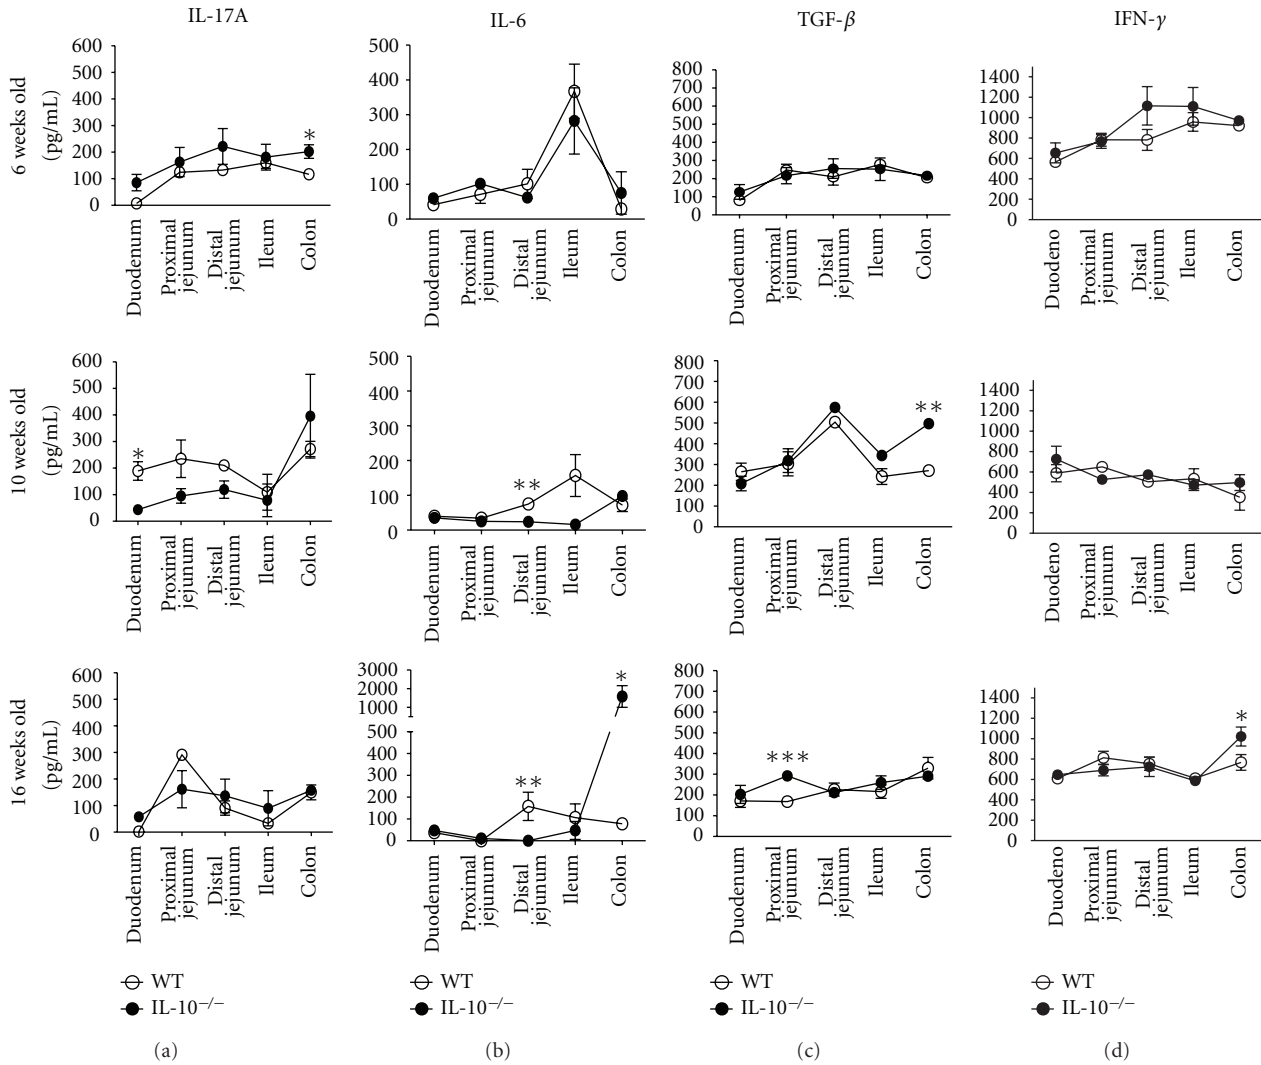 IL-17A
IL-6
TGF-β
IFN-γ
6 weeks old
(pg/mL)
600
500
400
300
200
100
0
*
Duodenum
Proximal
jejunum
Distal
jejunum
Ileum
Colon
500
400
300
200
100
0
Duodenum
Proximal
jejunum
Distal
jejunum
Ileum
Colon
800
700
600
500
400
300
200
100
0
Duodenum
Proximal
jejunum
Distal
jejunum
Ileum
Colon
1400
1200
1000
800
600
400
200
0
Duodeno
Proximal
jejunum
Distal
jejunum
Ileum
Colon
10 weeks old
(pg/mL)
600
500
400
300
200
100
0
*
Duodenum
Proximal
jejunum
Distal
jejunum
Ileum
Colon
500
400
300
200
100
0
**
Duodenum
Proximal
jejunum
Distal
jejunum
Ileum
Colon
800
700
600
500
400
300
200
100
0
**
Duodenum
Proximal
jejunum
Distal
jejunum
Ileum
Colon
1400
1200
1000
800
600
400
200
0
Duodeno
Proximal
jejunum
Distal
jejunum
Ileum
Colon
16 weeks old
(pg/mL)
600
500
400
300
200
100
0
Duodenum
Proximal
jejunum
Distal
jejunum
Ileum
Colon
3000
2000
1000
500
400
300
200
100
0
**
*
Duodenum
Proximal
jejunum
Distal
jejunum
Ileum
Colon
800
700
600
500
400
300
200
100
0
***
Duodenum
Proximal
jejunum
Distal
jejunum
Ileum
Colon
1400
1200
1000
800
600
400
200
0
*
Duodeno
Proximal
jejunum
Distal
jejunum
Ileum
Colon
WT
IL-10−/−
WT
IL-10−/−
WT
IL-10−/−
WT
IL-10−/−
(a)
(b)
(c)
(d)